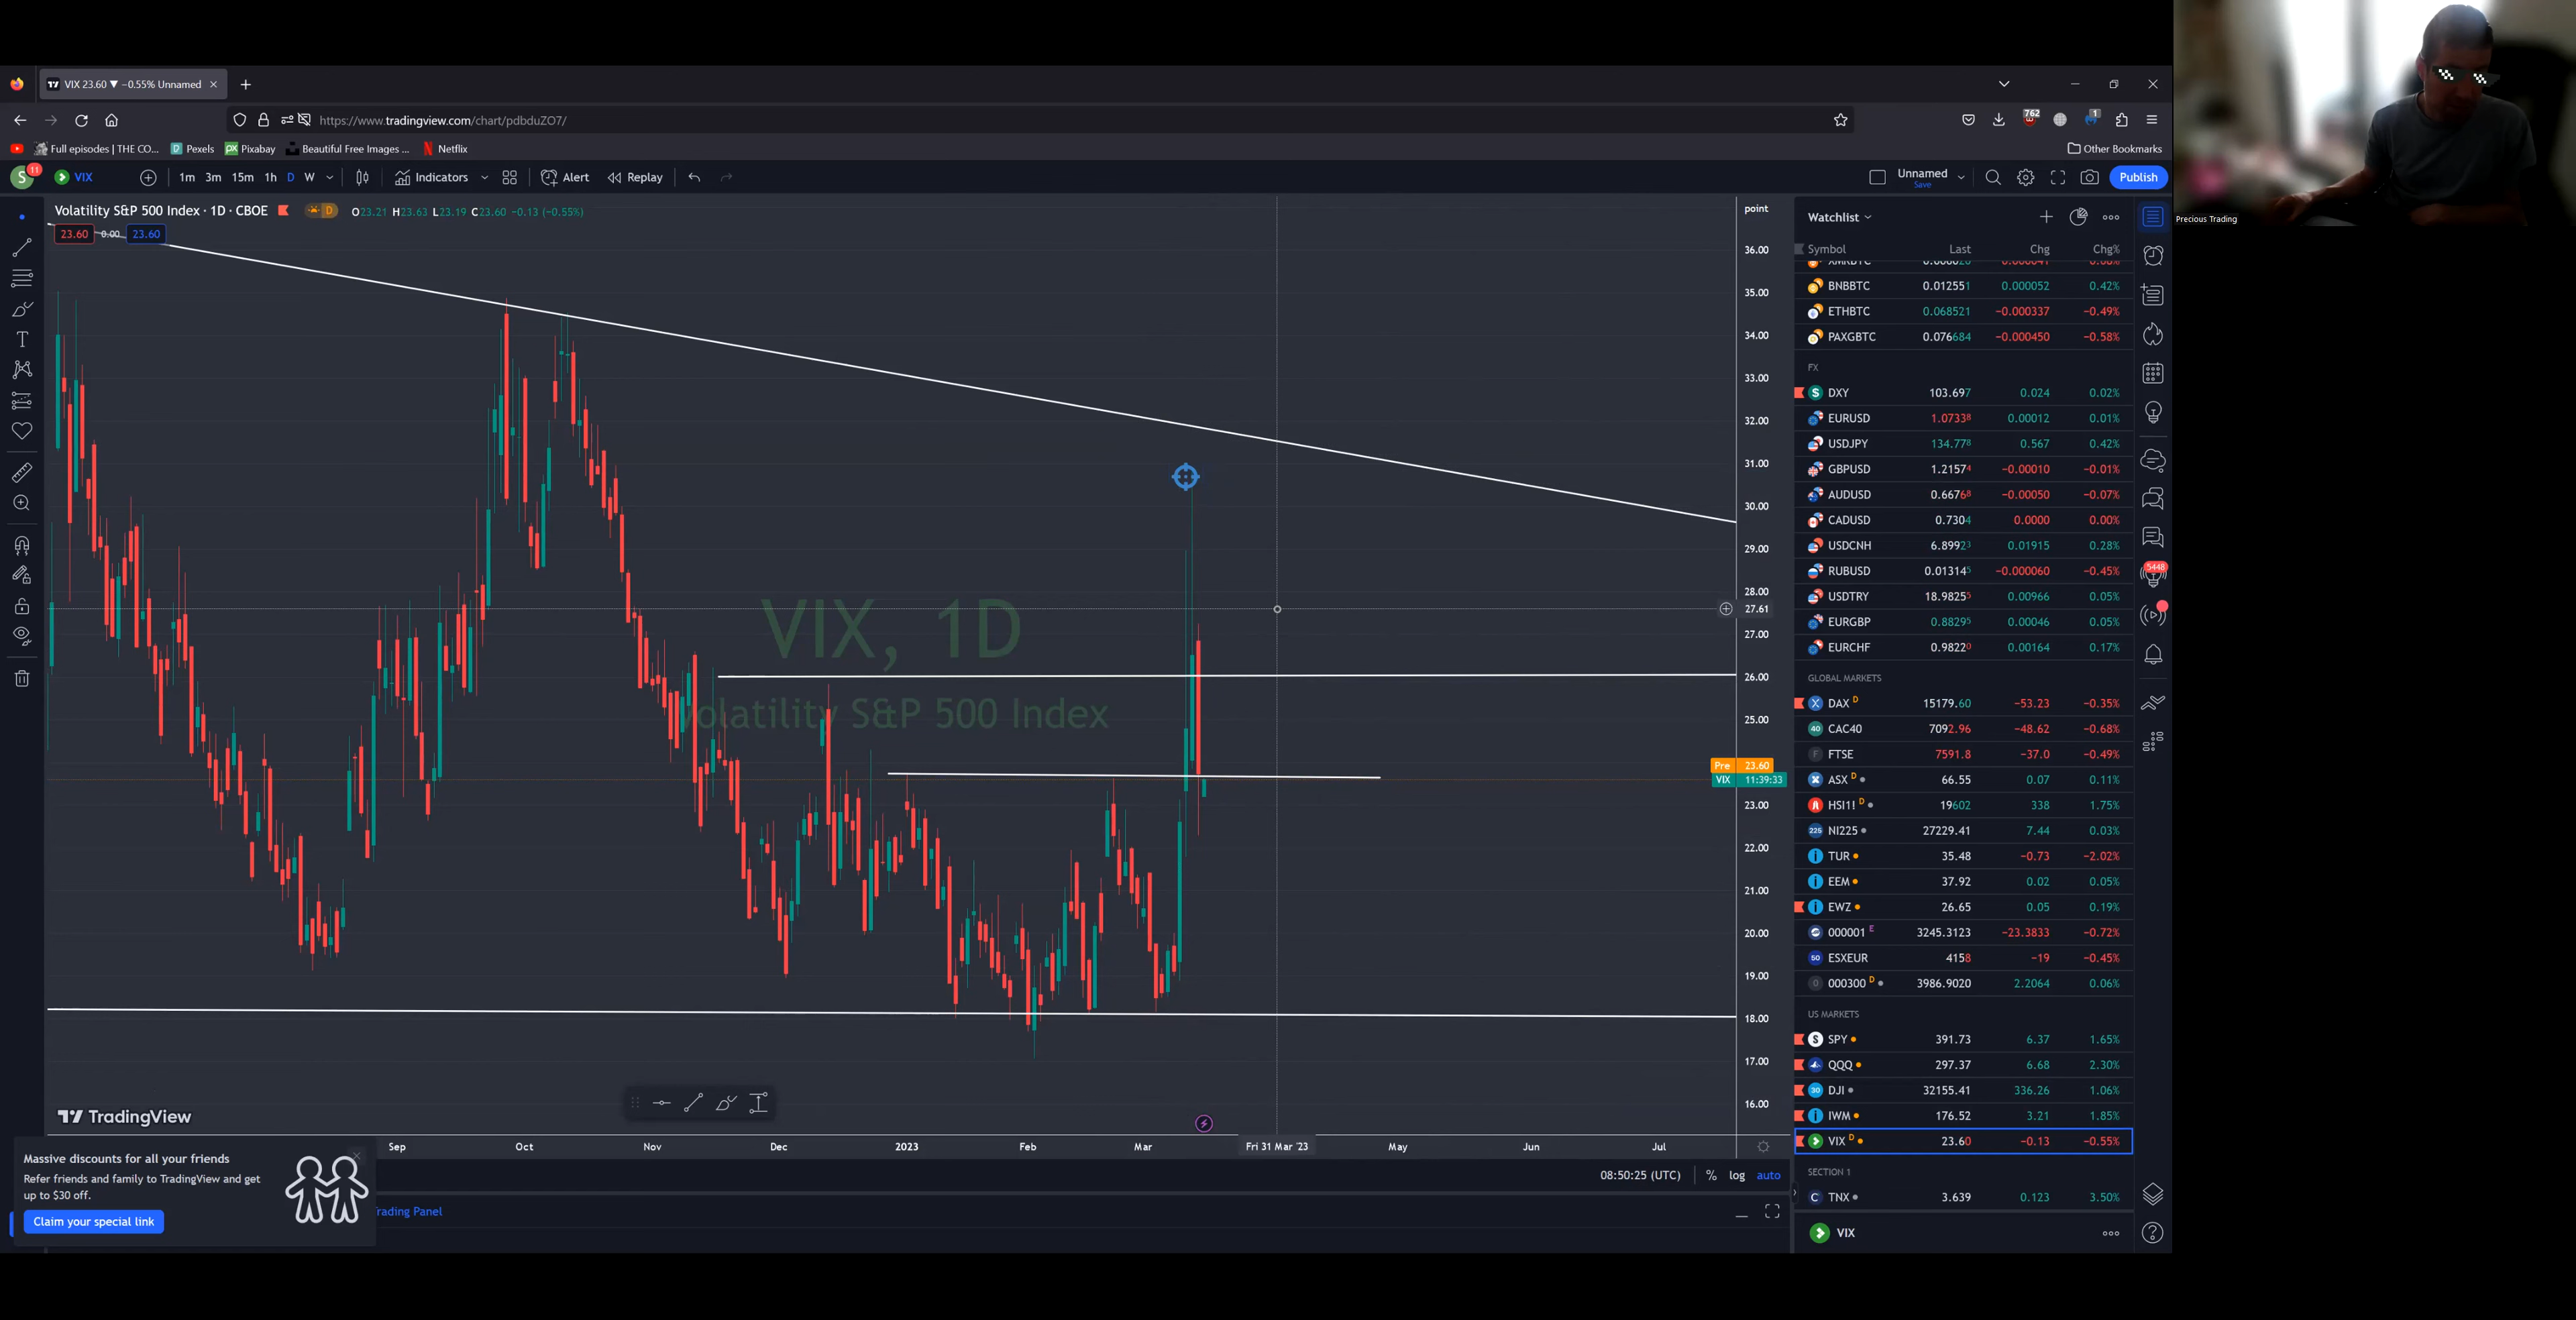 VIX 23.60 ▼ −0.55% Unnamed
https://www.tradingview.com/chart/pdbduZO7/
762
1
Full episodes | THE CO...
Pexels
Pixabay
Beautiful Free Images ...
Netflix
Other Bookmarks
S
11
VIX
1m 3m 15m 1h D W
Indicators
Alert
Replay
Unnamed
Save
Publish
Volatility S&P 500 Index · 1D · CBOE
D
O23.21 H23.63 L23.19 C23.60 −0.13 (−0.55%)
23.60 0.00 23.60
VIX, 1D
Volatility S&P 500 Index
point
36.00
35.00
34.00
33.00
32.00
31.00
30.00
29.00
28.00
27.61
27.00
26.00
25.00
Pre 23.60
VIX 11:39:33
23.00
22.00
21.00
20.00
19.00
18.00
17.00
16.00
TradingView
Sep Oct Nov Dec 2023 Feb Mar Fri 31 Mar '23 May Jun Jul
Massive discounts for all your friends
Refer friends and family to TradingView and get
up to $30 off.
Claim your special link
08:50:25 (UTC) % log auto
rading Panel
Watchlist
Symbol Last Chg Chg%
BNBBTC 0.012551 0.000052 0.42%
ETHBTC 0.068521 −0.000337 −0.49%
PAXGBTC 0.076684 −0.000450 −0.58%
FX
DXY 103.697 0.024 0.02%
EURUSD 1.07338 0.00012 0.01%
USDJPY 134.778 0.567 0.42%
GBPUSD 1.21574 −0.00010 −0.01%
AUDUSD 0.66768 −0.00050 −0.07%
CADUSD 0.7304 0.0000 0.00%
USDCNH 6.89923 0.01915 0.28%
RUBUSD 0.013145 −0.000060 −0.45%
USDTRY 18.98255 0.00966 0.05%
EURGBP 0.88295 0.00046 0.05%
EURCHF 0.98220 0.00164 0.17%
GLOBAL MARKETS
DAX D 15179.60 −53.23 −0.35%
CAC40 7092.96 −48.62 −0.68%
FTSE 7591.8 −37.0 −0.49%
ASX D 66.55 0.07 0.11%
HSI1! D 19602 338 1.75%
NI225 27229.41 7.44 0.03%
TUR 35.48 −0.73 −2.02%
EEM 37.92 0.02 0.05%
EWZ 26.65 0.05 0.19%
000001 E 3245.3123 −23.3833 −0.72%
ESXEUR 4158 −19 −0.45%
000300 D 3986.9020 2.2064 0.06%
US MARKETS
SPY 391.73 6.37 1.65%
QQQ 297.37 6.68 2.30%
DJI 32155.41 336.26 1.06%
IWM 176.52 3.21 1.85%
VIX D 23.60 −0.13 −0.55%
SECTION 1
TNX 3.639 0.123 3.50%
VIX
5448
Precious Trading